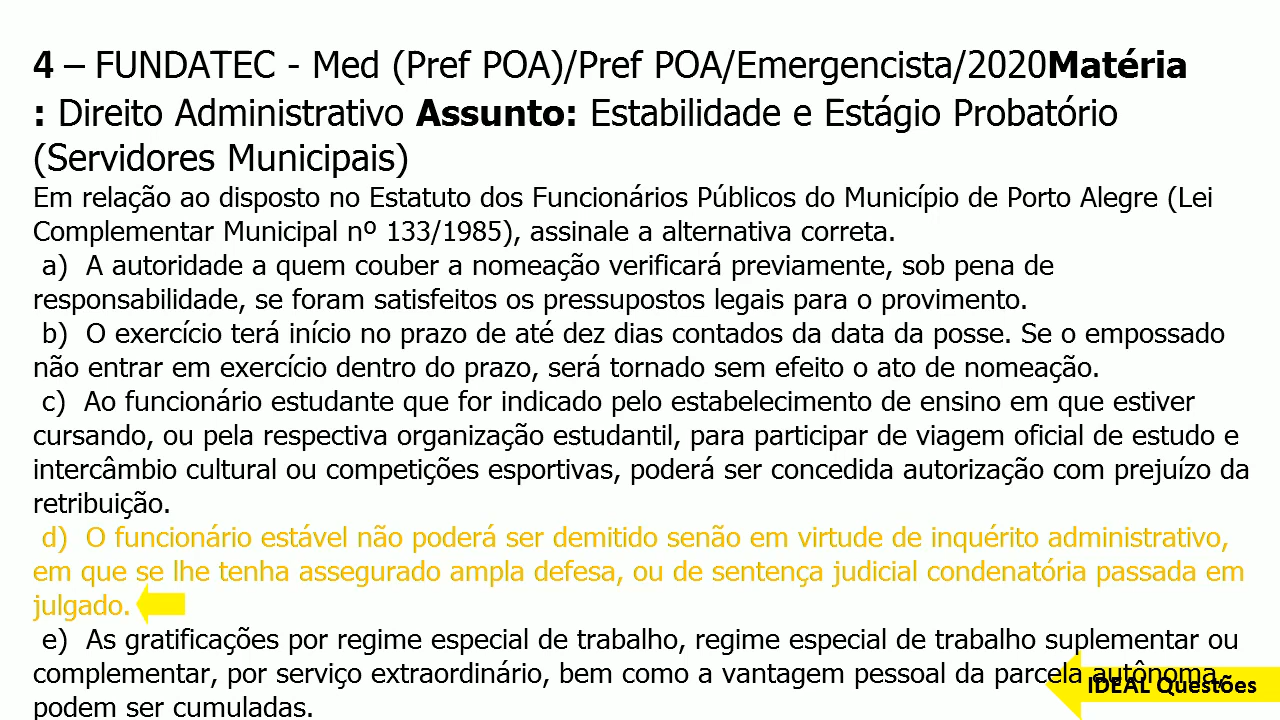 4 – FUNDATEC - Med (Pref POA)/Pref POA/Emergencista/2020Matéria
: Direito Administrativo Assunto: Estabilidade e Estágio Probatório
(Servidores Municipais)
Em relação ao disposto no Estatuto dos Funcionários Públicos do Município de Porto Alegre (Lei
Complementar Municipal nº 133/1985), assinale a alternativa correta.
a) A autoridade a quem couber a nomeação verificará previamente, sob pena de
responsabilidade, se foram satisfeitos os pressupostos legais para o provimento.
b) O exercício terá início no prazo de até dez dias contados da data da posse. Se o empossado
não entrar em exercício dentro do prazo, será tornado sem efeito o ato de nomeação.
c) Ao funcionário estudante que for indicado pelo estabelecimento de ensino em que estiver
cursando, ou pela respectiva organização estudantil, para participar de viagem oficial de estudo e
intercâmbio cultural ou competições esportivas, poderá ser concedida autorização com prejuízo da
retribuição.
d) O funcionário estável não poderá ser demitido senão em virtude de inquérito administrativo,
em que se lhe tenha assegurado ampla defesa, ou de sentença judicial condenatória passada em
julgado.
e) As gratificações por regime especial de trabalho, regime especial de trabalho suplementar ou
complementar, por serviço extraordinário, bem como a vantagem pessoal da parcela autônoma,
podem ser cumuladas.
IDEAL Questões